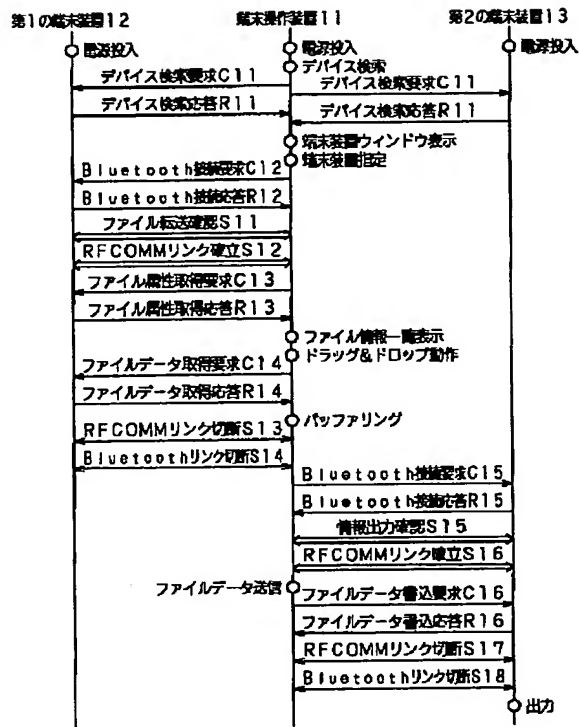 第1の端末装置12 端末操作装置11 第2の端末装置13
電源投入 電源投入 電源投入
デバイス検索
デバイス検索要求C11 デバイス検索要求C11
デバイス検索応答R11 デバイス検索応答R11
端末装置ウィンドウ表示
端末装置指定
Bluetooth接続要求C12
Bluetooth接続応答R12
ファイル転送確認S11
RFCOMMリンク確立S12
ファイル属性取得要求C13
ファイル属性取得応答R13
ファイル情報一覧表示
ドラッグ&ドロップ動作
ファイルデータ取得要求C14
ファイルデータ取得応答R14
バッファリング
RFCOMMリンク切断S13
BluetoothリンクS切断S14
Bluetooth接続要求C15
Bluetooth接続応答R15
情報出力確認S15
RFCOMMリンク確立S16
ファイルデータ送信
ファイルデータ書込要求C16
ファイルデータ書込応答R16
RFCOMMリンク切断S17
Bluetoothリンク切断S18
出力